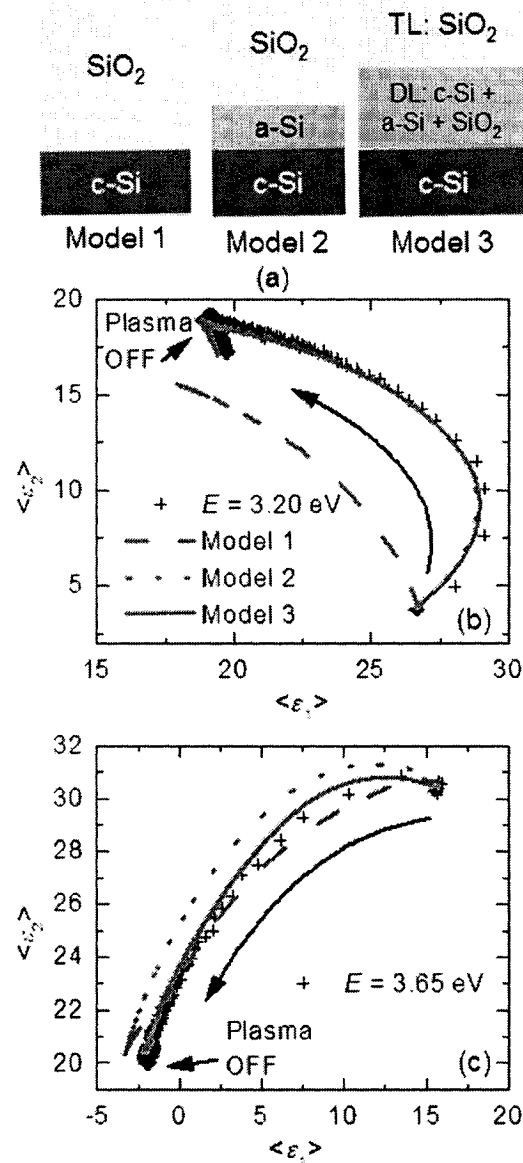 SiO2
SiO2
TL: SiO2
DL: c-Si +
a-Si + SiO2
a-Si
c-Si
c-Si
c-Si
Model 1
Model 2
Model 3
(a)
20
15
10
5
Plasma
OFF
<ε2>
+ E = 3.20 eV
Model 1
Model 2
Model 3
(b)
15
20
25
30
<ε1>
32
30
28
26
24
22
20
<ε2>
+ E = 3.65 eV
Plasma
OFF
(c)
-5
0
5
10
15
20
<ε1>